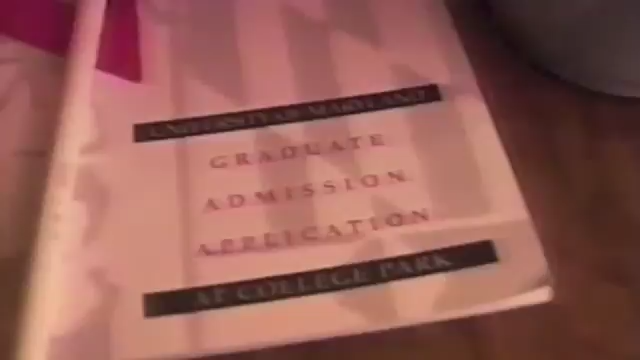 UNIVERSITY OF MARYLAND
GRADUATE
ADMISSION
APPLICATION
AT COLLEGE PARK